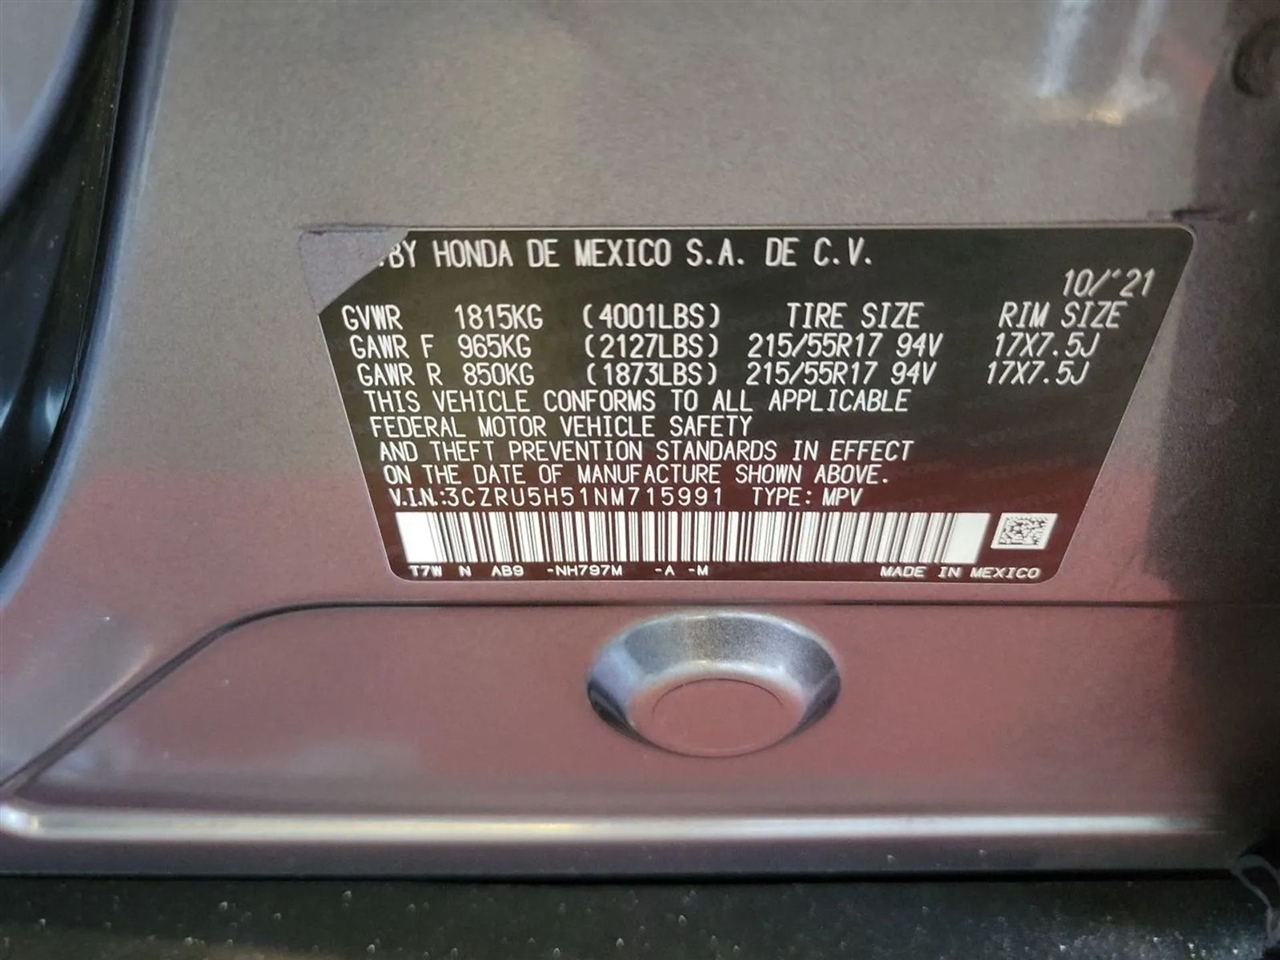 BY HONDA DE MEXICO S.A. DE C.V.
10/'21
GVWR 1815KG (4001LBS) TIRE SIZE RIM SIZE
GAWR F 965KG (2127LBS) 215/55R17 94V 17X7.5J
GAWR R 850KG (1873LBS) 215/55R17 94V 17X7.5J
THIS VEHICLE CONFORMS TO ALL APPLICABLE
FEDERAL MOTOR VEHICLE SAFETY
AND THEFT PREVENTION STANDARDS IN EFFECT
ON THE DATE OF MANUFACTURE SHOWN ABOVE.
V.I.N.:3CZRU5H51NM715991 TYPE: MPV
T7W N AB9 -NH797M -A -M MADE IN MEXICO